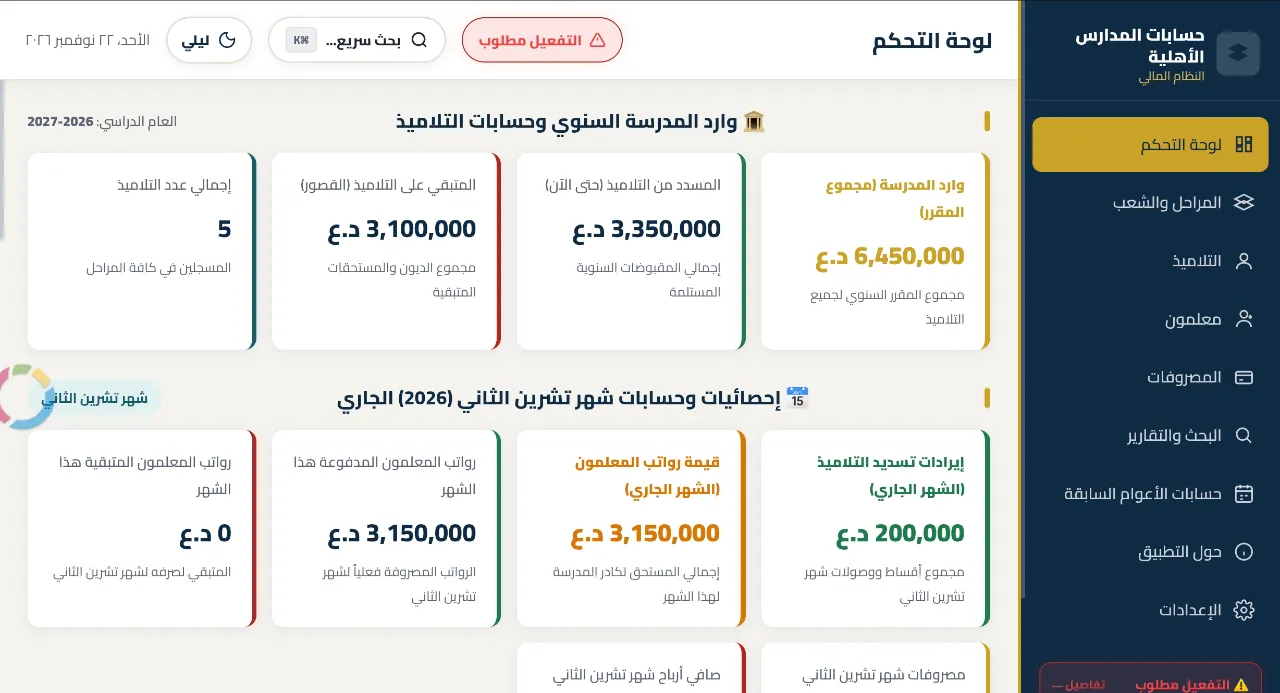 حسابات المدارس
الأهلية
النظام المالي
لوحة التحكم
المراحل والشعب
التلاميذ
معلمون
المصروفات
البحث والتقارير
حسابات الأعوام السابقة
حول التطبيق
الإعدادات
⚠️ التفعيل مطلوب تفاصيل —
لوحة التحكم
التفعيل مطلوب
بحث سريع... ⌘K
ليلي
الأحد، ٢٢ نوفمبر ٢٠٢٦
🏛️ وارد المدرسة السنوي وحسابات التلاميذ
العام الدراسي: 2026-2027
وارد المدرسة (مجموع
المقرر)
6,450,000 د.ع
مجموع المقرر السنوي لجميع
التلاميذ
المسدد من التلاميذ (حتى الآن)
3,350,000 د.ع
إجمالي المقبوضات السنوية
المستلمة
المتبقي على التلاميذ (القصور)
3,100,000 د.ع
مجموع الديون والمستحقات
المتبقية
إجمالي عدد التلاميذ
5
المسجلين في كافة المراحل
📅 إحصائيات وحسابات شهر تشرين الثاني (2026) الجاري
شهر تشرين الثاني
إيرادات تسديد التلاميذ
(الشهر الجاري)
200,000 د.ع
مجموع أقساط ووصولات شهر
تشرين الثاني
قيمة رواتب المعلمون
(الشهر الجاري)
3,150,000 د.ع
إجمالي المستحق لكادر المدرسة
لهذا الشهر
رواتب المعلمون المدفوعة هذا
الشهر
3,150,000 د.ع
الرواتب المصروفة فعلياً لشهر
تشرين الثاني
رواتب المعلمون المتبقية هذا
الشهر
0 د.ع
المتبقي لصرفه لشهر تشرين الثاني
مصروفات شهر تشرين الثاني
صافي أرباح شهر تشرين الثاني